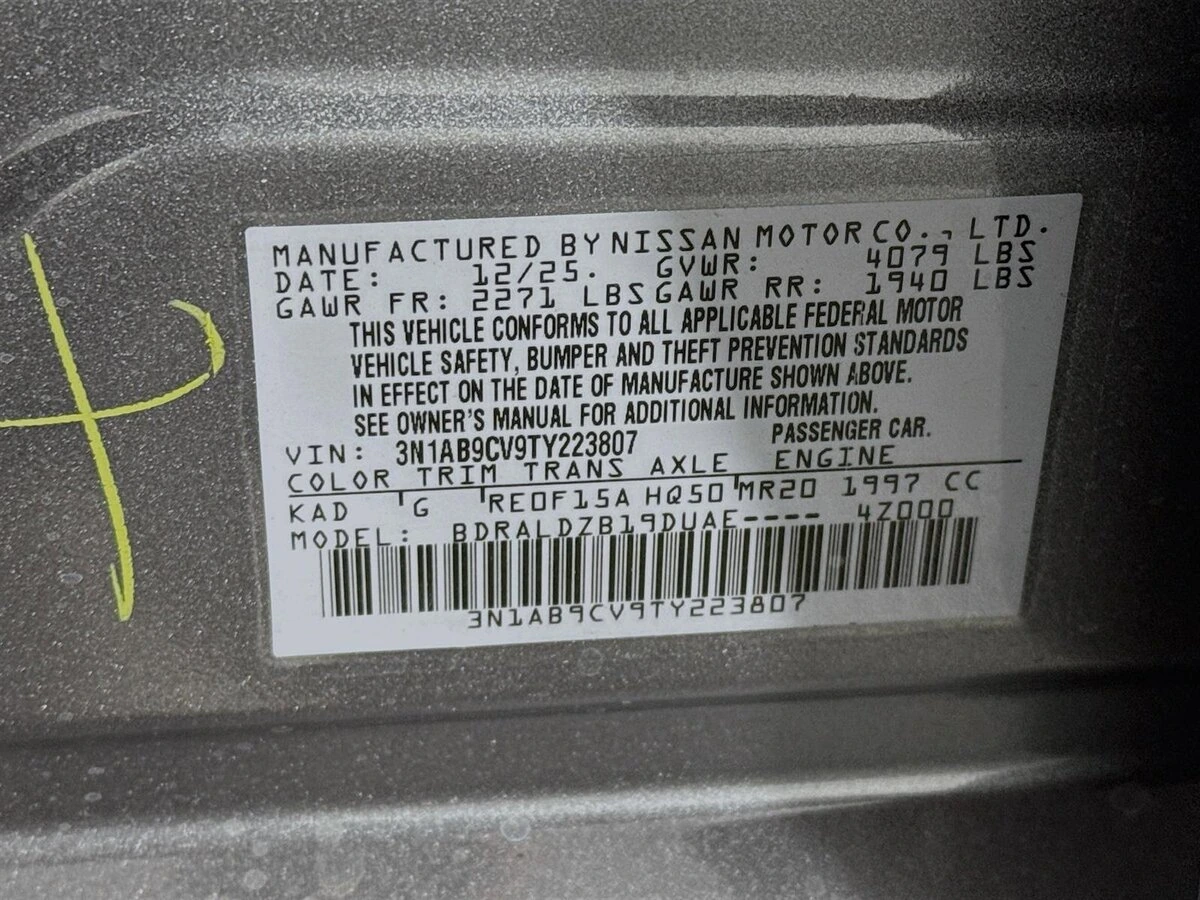 MANUFACTURED BY NISSAN MOTOR CO., LTD.
DATE: 12/25. GVWR: 4079 LBS
GAWR FR: 2271 LBS GAWR RR: 1940 LBS
THIS VEHICLE CONFORMS TO ALL APPLICABLE FEDERAL MOTOR
VEHICLE SAFETY, BUMPER AND THEFT PREVENTION STANDARDS
IN EFFECT ON THE DATE OF MANUFACTURE SHOWN ABOVE.
SEE OWNER'S MANUAL FOR ADDITIONAL INFORMATION.
VIN: 3N1AB9CV9TY223807 PASSENGER CAR.
COLOR TRIM TRANS AXLE ENGINE
KAD G RE0F15A HQ50 MR20 1997 CC
MODEL: BDRALDZB19DUAE---- 4Z000
3N1AB9CV9TY223807